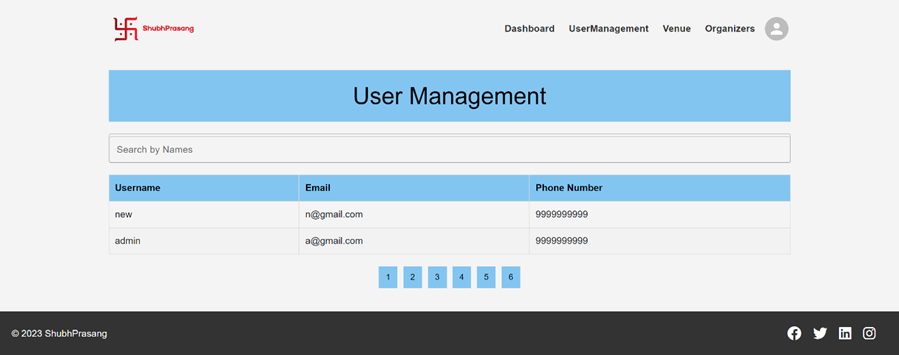 ShubhPrasang Dashboard UserManagement Venue Organizers
User Management
Search by Names
Username Email Phone Number
new n@gmail.com 9999999999
admin a@gmail.com 9999999999
1 2 3 4 5 6
© 2023 ShubhPrasang